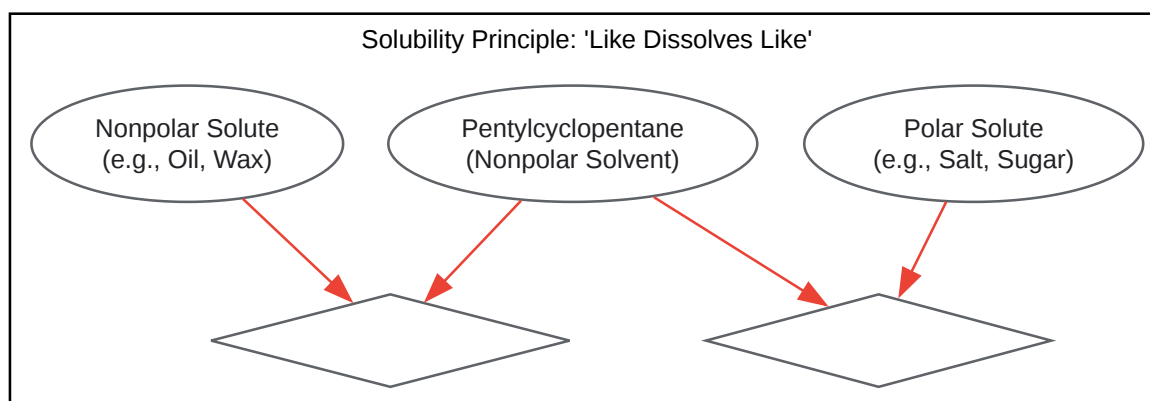 Solubility Principle: 'Like Dissolves Like'
Nonpolar Solute
(e.g., Oil, Wax)
Pentylcyclopentane
(Nonpolar Solvent)
Polar Solute
(e.g., Salt, Sugar)